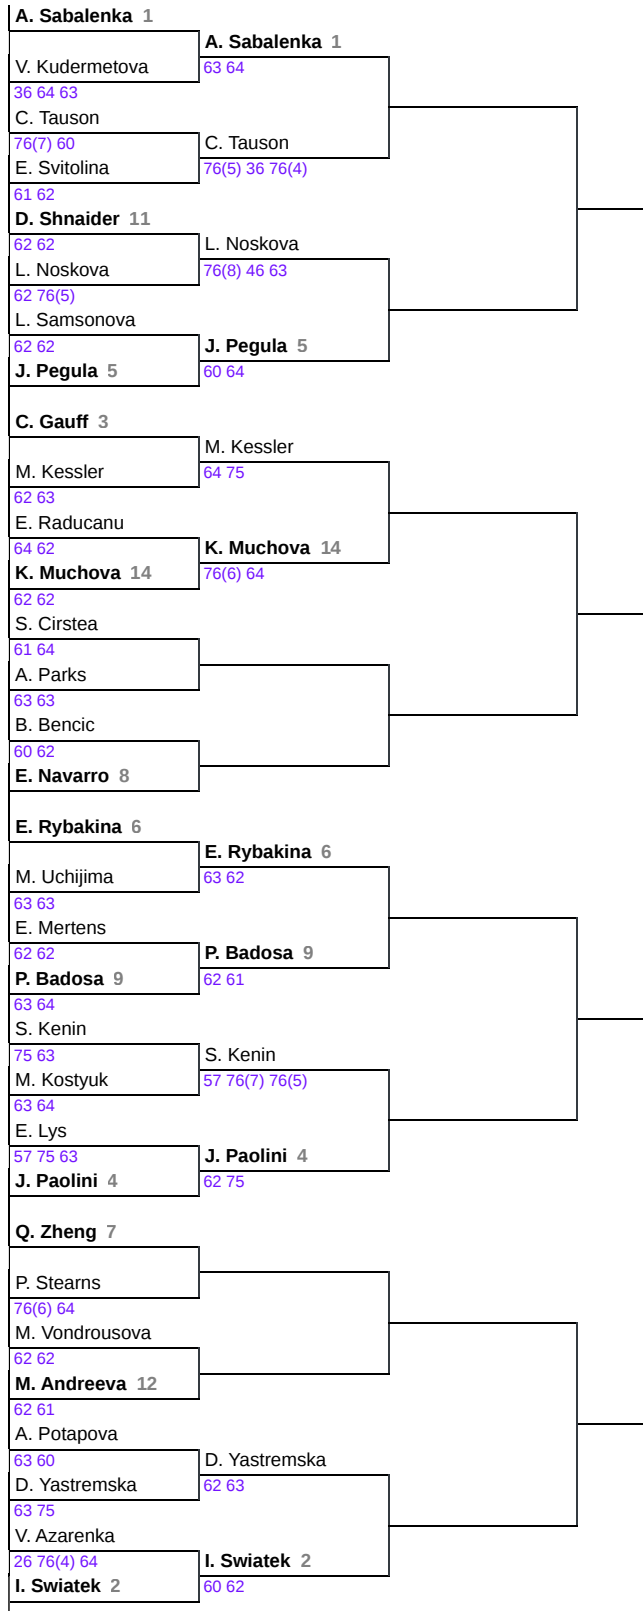 A. Sabalenka 1
A. Sabalenka 1
V. Kudermetova
63 64
36 64 63
C. Tauson
76(7) 60
C. Tauson
E. Svitolina
76(5) 36 76(4)
61 62
D. Shnaider 11
62 62
L. Noskova
L. Noskova
76(8) 46 63
62 76(5)
L. Samsonova
62 62
J. Pegula 5
J. Pegula 5
60 64
C. Gauff 3
M. Kessler
M. Kessler
64 75
62 63
E. Raducanu
64 62
K. Muchova 14
K. Muchova 14
76(6) 64
62 62
S. Cirstea
61 64
A. Parks
63 63
B. Bencic
60 62
E. Navarro 8
E. Rybakina 6
E. Rybakina 6
M. Uchijima
63 62
63 63
E. Mertens
62 62
P. Badosa 9
P. Badosa 9
62 61
63 64
S. Kenin
75 63
S. Kenin
M. Kostyuk
57 76(7) 76(5)
63 64
E. Lys
57 75 63
J. Paolini 4
J. Paolini 4
62 75
Q. Zheng 7
P. Stearns
76(6) 64
M. Vondrousova
62 62
M. Andreeva 12
62 61
A. Potapova
63 60
D. Yastremska
D. Yastremska
62 63
63 75
V. Azarenka
26 76(4) 64
I. Swiatek 2
I. Swiatek 2
60 62